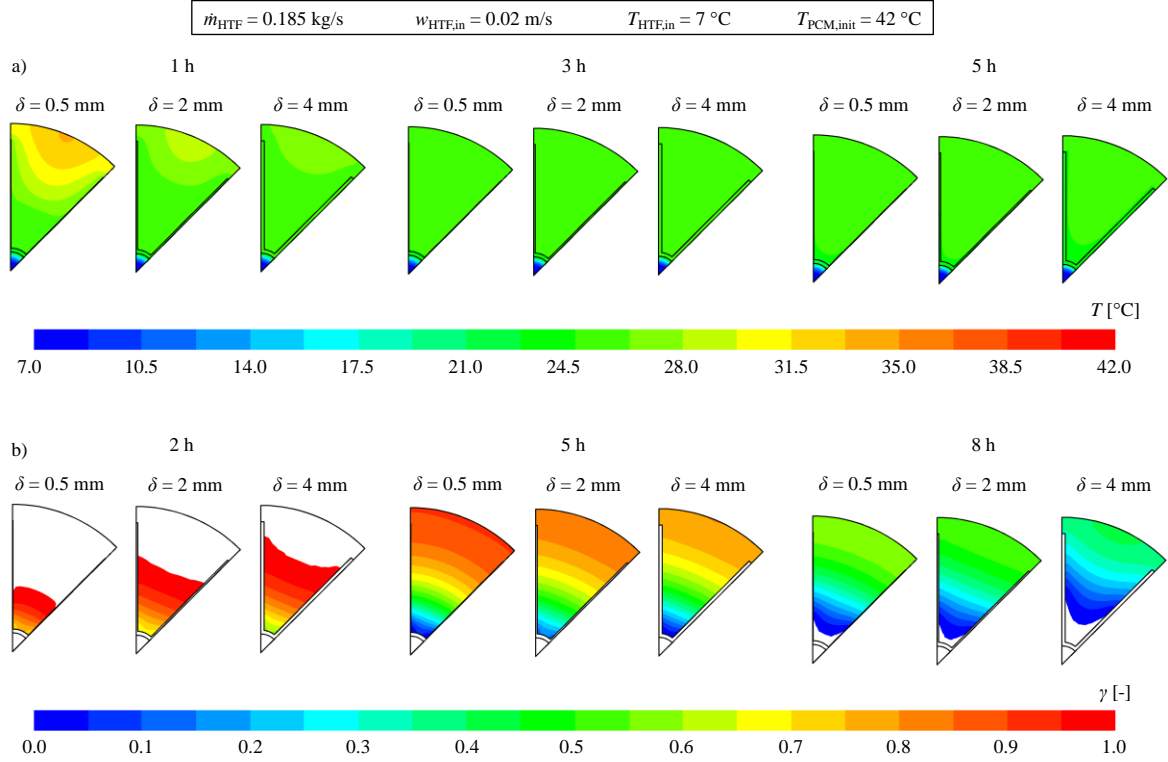 ṁHTF = 0.185 kg/s wHTF,in = 0.02 m/s THTF,in = 7 °C TPCM,init = 42 °C
a) 1 h 3 h 5 h
δ = 0.5 mm δ = 2 mm δ = 4 mm δ = 0.5 mm δ = 2 mm δ = 4 mm δ = 0.5 mm δ = 2 mm δ = 4 mm
T [°C]
7.0 10.5 14.0 17.5 21.0 24.5 28.0 31.5 35.0 38.5 42.0
b) 2 h 5 h 8 h
δ = 0.5 mm δ = 2 mm δ = 4 mm δ = 0.5 mm δ = 2 mm δ = 4 mm δ = 0.5 mm δ = 2 mm δ = 4 mm
γ [-]
0.0 0.1 0.2 0.3 0.4 0.5 0.6 0.7 0.8 0.9 1.0